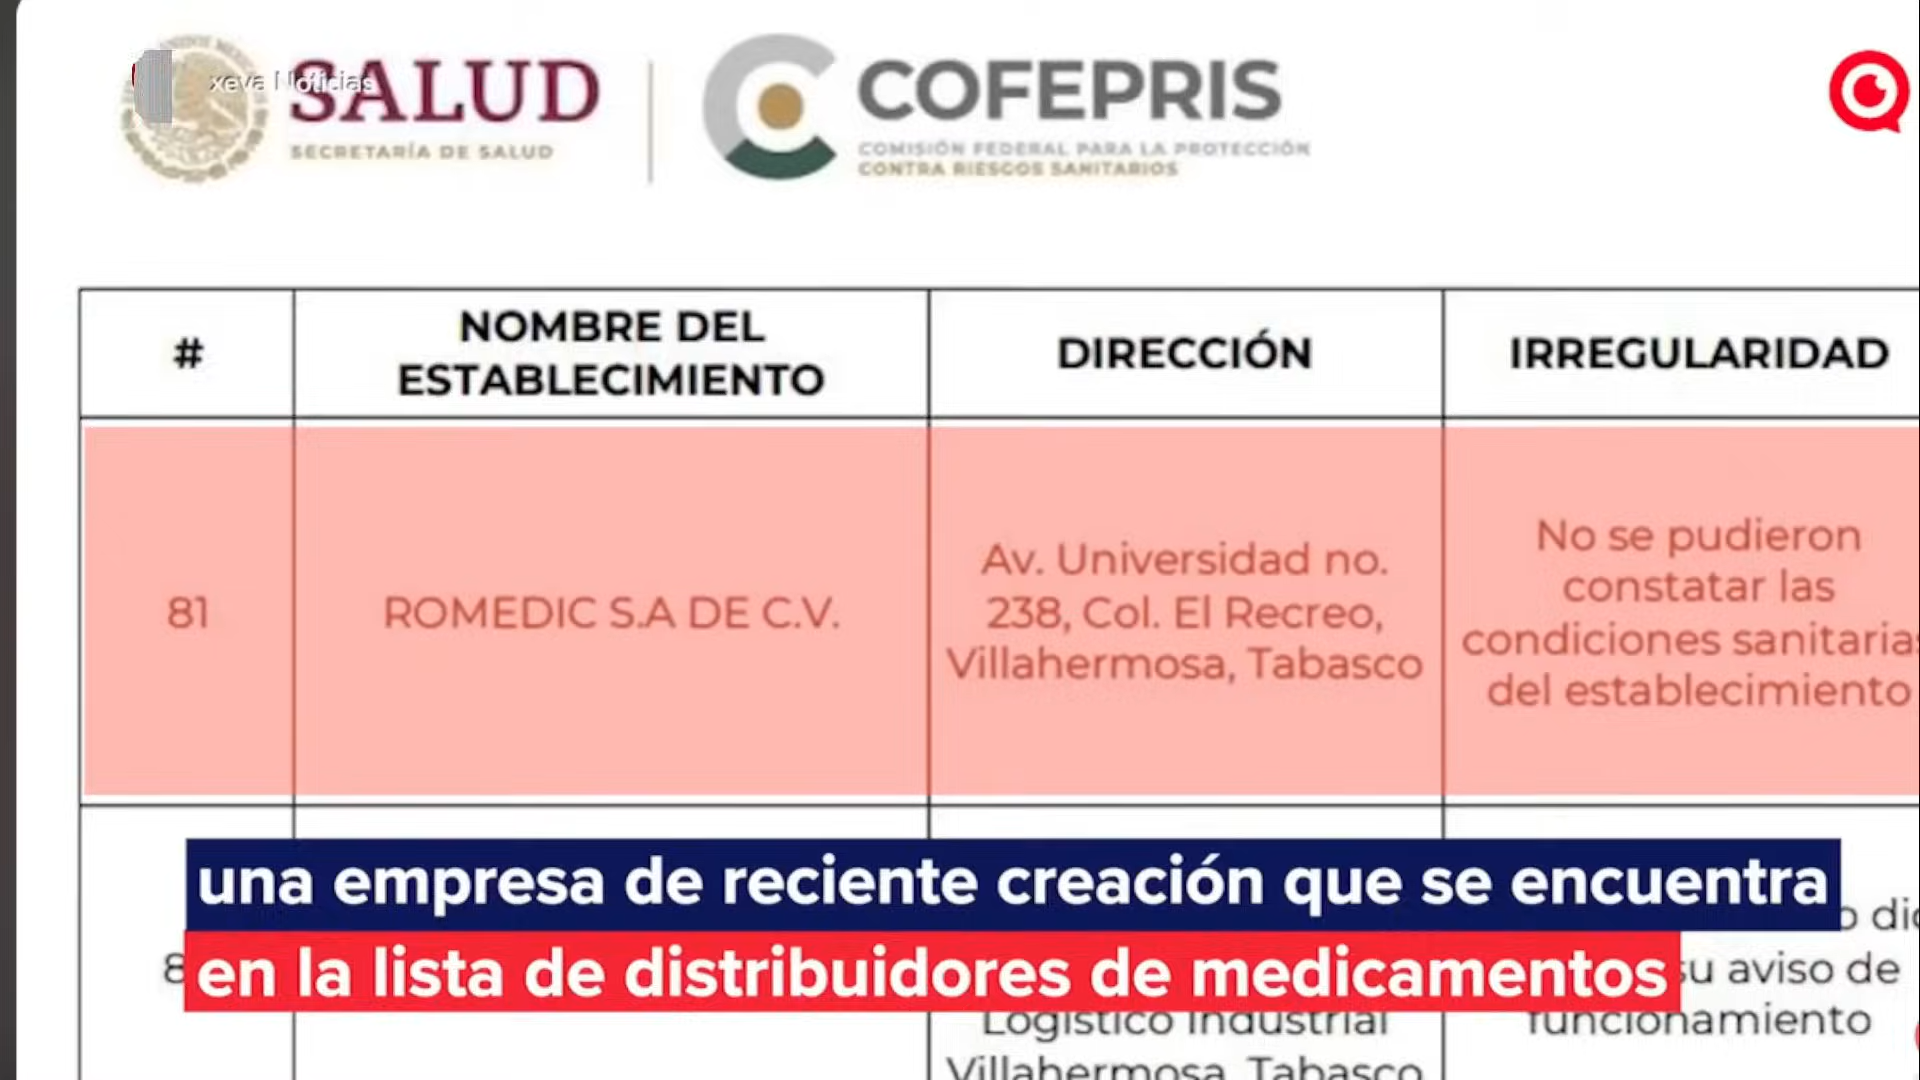 xeva Noticias
SALUD
SECRETARÍA DE SALUD
COFEPRIS
COMISIÓN FEDERAL PARA LA PROTECCIÓN
CONTRA RIESGOS SANITARIOS
#
NOMBRE DEL
ESTABLECIMIENTO
DIRECCIÓN
IRREGULARIDAD
81
ROMEDIC S.A DE C.V.
Av. Universidad no.
238, Col. El Recreo,
Villahermosa, Tabasco
No se pudieron
constatar las
condiciones sanitarias
del establecimiento
una empresa de reciente creación que se encuentra
en la lista de distribuidores de medicamentos
su aviso de
funcionamiento
Logístico Industrial
Villahermosa, Tabasco